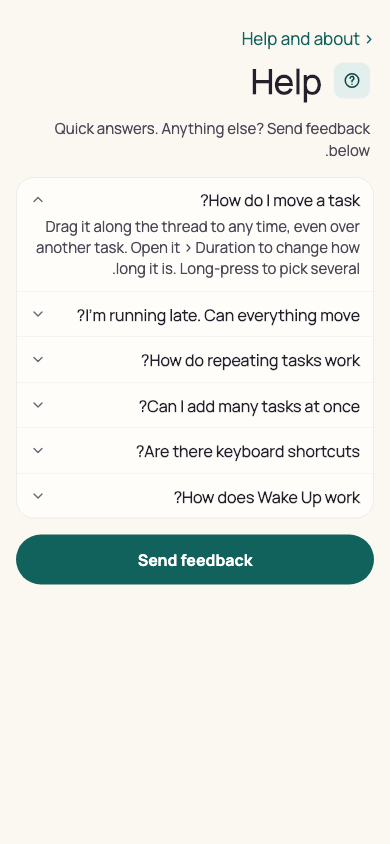 Help and about
Help
Quick answers. Anything else? Send feedback
below.
How do I move a task?
Drag it along the thread to any time, even over
another task. Open it > Duration to change how
long it is. Long-press to pick several.
I'm running late. Can everything move?
How do repeating tasks work?
Can I add many tasks at once?
Are there keyboard shortcuts?
How does Wake Up work?
Send feedback